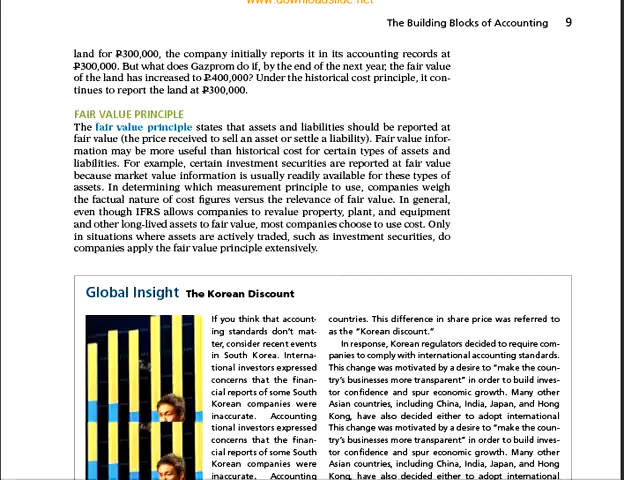 www.downloadslide.net
The Building Blocks of Accounting 9
land for ₽300,000, the company initially reports it in its accounting records at
₽300,000. But what does Gazprom do if, by the end of the next year, the fair value
of the land has increased to ₽400,000? Under the historical cost principle, it con-
tinues to report the land at ₽300,000.
FAIR VALUE PRINCIPLE
The fair value principle states that assets and liabilities should be reported at
fair value (the price received to sell an asset or settle a liability). Fair value infor-
mation may be more useful than historical cost for certain types of assets and
liabilities. For example, certain investment securities are reported at fair value
because market value information is usually readily available for these types of
assets. In determining which measurement principle to use, companies weigh
the factual nature of cost figures versus the relevance of fair value. In general,
even though IFRS allows companies to revalue property, plant, and equipment
and other long-lived assets to fair value, most companies choose to use cost. Only
in situations where assets are actively traded, such as investment securities, do
companies apply the fair value principle extensively.
Global Insight The Korean Discount
If you think that account-
ing standards don't mat-
ter, consider recent events
in South Korea. Interna-
tional investors expressed
concerns that the finan-
cial reports of some South
Korean companies were
inaccurate. Accounting
tional investors expressed
concerns that the finan-
cial reports of some South
Korean companies were
inaccurate. Accounting
countries. This difference in share price was referred to
as the "Korean discount."
In response, Korean regulators decided to require com-
panies to comply with international accounting standards.
This change was motivated by a desire to "make the coun-
try's businesses more transparent" in order to build inves-
tor confidence and spur economic growth. Many other
Asian countries, including China, India, Japan, and Hong
Kong, have also decided either to adopt international
This change was motivated by a desire to "make the coun-
try's businesses more transparent" in order to build inves-
tor confidence and spur economic growth. Many other
Asian countries, including China, India, Japan, and Hong
Kong, have also decided either to adopt international